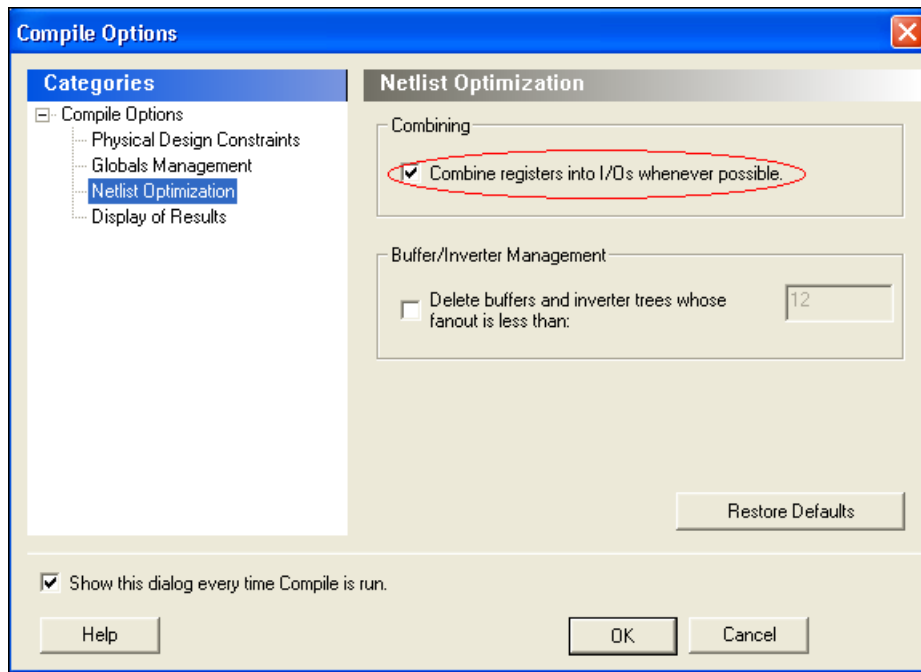 Compile Options
Categories
Compile Options
Physical Design Constraints
Globals Management
Netlist Optimization
Display of Results
Netlist Optimization
Combining
Combine registers into I/Os whenever possible.
Buffer/Inverter Management
Delete buffers and inverter trees whose
fanout is less than:
12
Restore Defaults
Show this dialog every time Compile is run.
Help
OK
Cancel